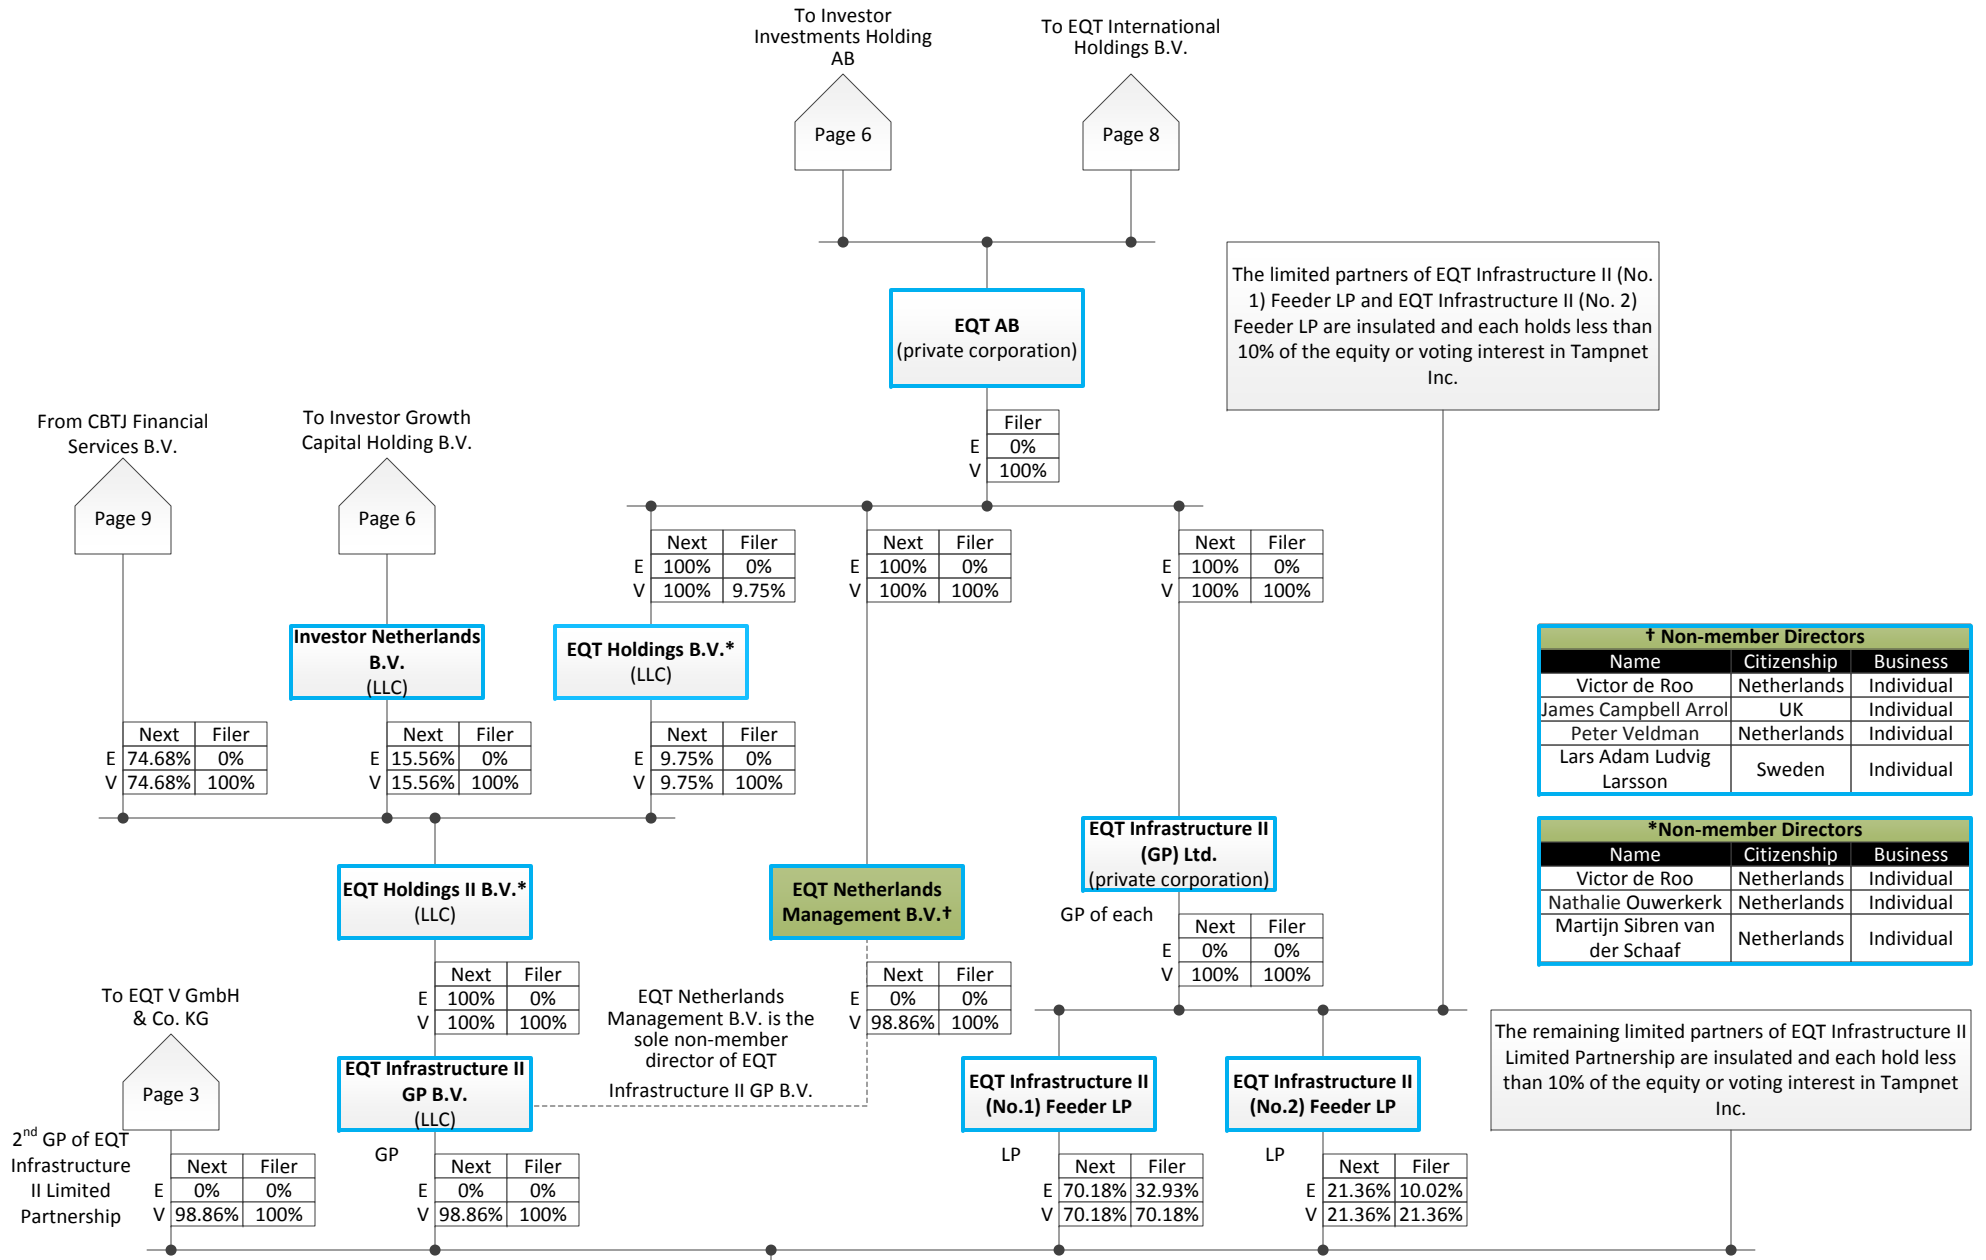 To Investor
Investments Holding
AB
Page 6
To EQT International
Holdings B.V.
Page 8
EQT AB
(private corporation)
The limited partners of EQT Infrastructure II (No.
1) Feeder LP and EQT Infrastructure II (No. 2)
Feeder LP are insulated and each holds less than
10% of the equity or voting interest in Tampnet
Inc.
Filer
E 0%
V 100%
From CBTJ Financial
Services B.V.
Page 9
To Investor Growth
Capital Holding B.V.
Page 6
Next Filer
E 100% 0%
V 100% 9.75%
Next Filer
E 100% 0%
V 100% 100%
Next Filer
E 100% 0%
V 100% 100%
Investor Netherlands
B.V.
(LLC)
EQT Holdings B.V.*
(LLC)
† Non-member Directors
Name Citizenship Business
Victor de Roo Netherlands Individual
James Campbell Arrol UK Individual
Peter Veldman Netherlands Individual
Lars Adam Ludvig
Larsson Sweden Individual
Next Filer
E 74.68% 0%
V 74.68% 100%
Next Filer
E 15.56% 0%
V 15.56% 100%
Next Filer
E 9.75% 0%
V 9.75% 100%
EQT Infrastructure II
(GP) Ltd.
(private corporation)
*Non-member Directors
Name Citizenship Business
Victor de Roo Netherlands Individual
Nathalie Ouwerkerk Netherlands Individual
Martijn Sibren van
der Schaaf Netherlands Individual
EQT Holdings II B.V.*
(LLC)
EQT Netherlands
Management B.V.†
GP of each
Next Filer
E 0% 0%
V 100% 100%
Next Filer
E 100% 0%
V 100% 100%
EQT Netherlands
Management B.V. is the
sole non-member
director of EQT
Infrastructure II GP B.V.
Next Filer
E 0% 0%
V 98.86% 100%
To EQT V GmbH
& Co. KG
Page 3
EQT Infrastructure II
GP B.V.
(LLC)
EQT Infrastructure II
(No.1) Feeder LP
EQT Infrastructure II
(No.2) Feeder LP
The remaining limited partners of EQT Infrastructure II
Limited Partnership are insulated and each hold less
than 10% of the equity or voting interest in Tampnet
Inc.
2nd GP of EQT
Infrastructure
II Limited
Partnership
Next Filer
E 0% 0%
V 98.86% 100%
GP
Next Filer
E 0% 0%
V 98.86% 100%
LP
Next Filer
E 70.18% 32.93%
V 70.18% 70.18%
LP
Next Filer
E 21.36% 10.02%
V 21.36% 21.36%